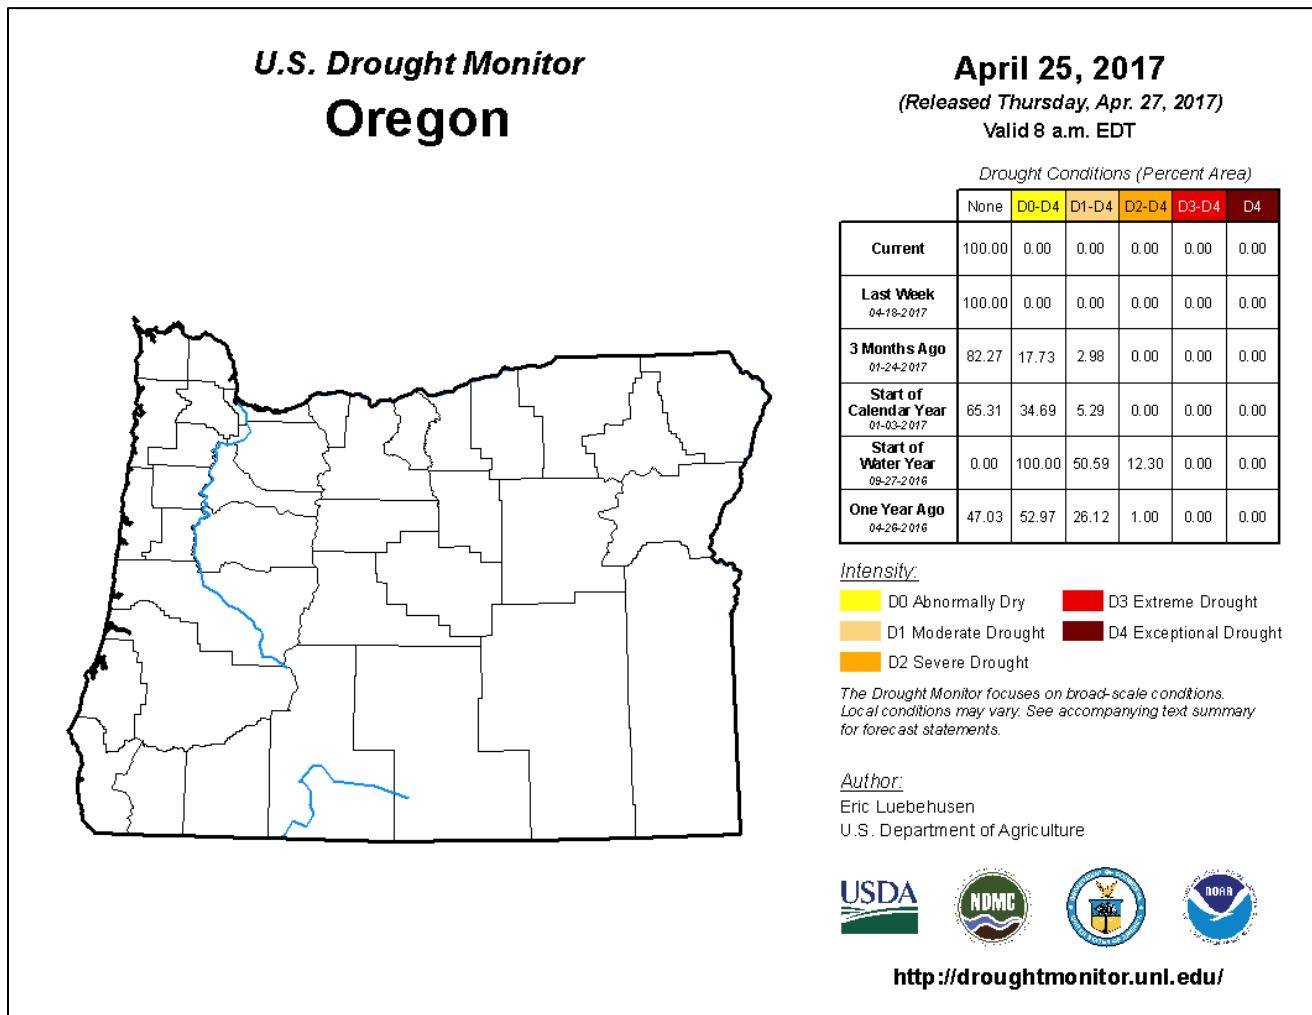 U.S. Drought Monitor
Oregon
April 25, 2017
(Released Thursday, Apr. 27, 2017)
Valid 8 a.m. EDT
Drought Conditions (Percent Area)
None D0-D4 D1-D4 D2-D4 D3-D4 D4
Current 100.00 0.00 0.00 0.00 0.00 0.00
Last Week
04-18-2017
100.00 0.00 0.00 0.00 0.00 0.00
3 Months Ago
01-24-2017
82.27 17.73 2.98 0.00 0.00 0.00
Start of
Calendar Year
01-03-2017
65.31 34.69 5.29 0.00 0.00 0.00
Start of
Water Year
09-27-2016
0.00 100.00 50.59 12.30 0.00 0.00
One Year Ago
04-26-2016
47.03 52.97 26.12 1.00 0.00 0.00
Intensity:
D0 Abnormally Dry
D1 Moderate Drought
D2 Severe Drought
D3 Extreme Drought
D4 Exceptional Drought
The Drought Monitor focuses on broad-scale conditions.
Local conditions may vary. See accompanying text summary
for forecast statements.
Author:
Eric Luebehusen
U.S. Department of Agriculture
USDA
NDMC
NOAA
http://droughtmonitor.unl.edu/